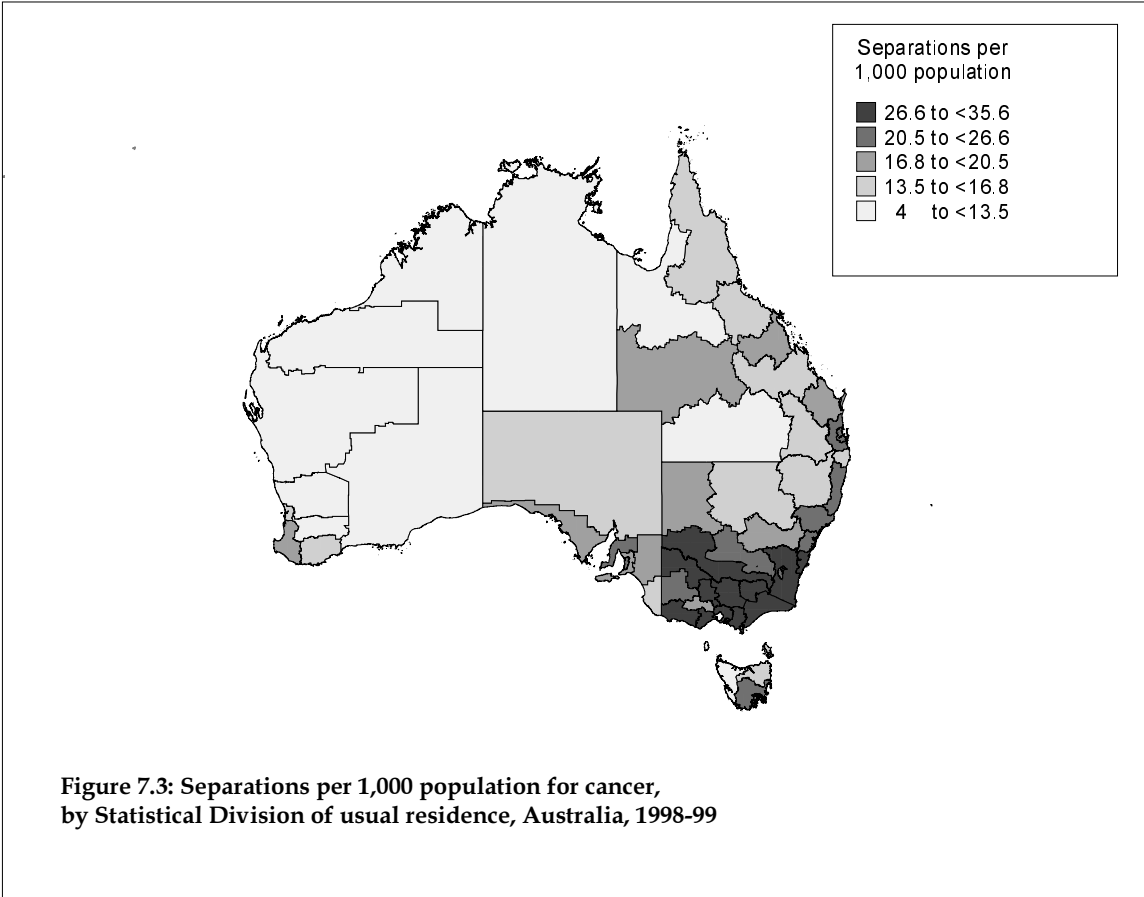 Separations per
1,000 population
26.6 to <35.6
20.5 to <26.6
16.8 to <20.5
13.5 to <16.8
4 to <13.5
Figure 7.3: Separations per 1,000 population for cancer,
by Statistical Division of usual residence, Australia, 1998-99